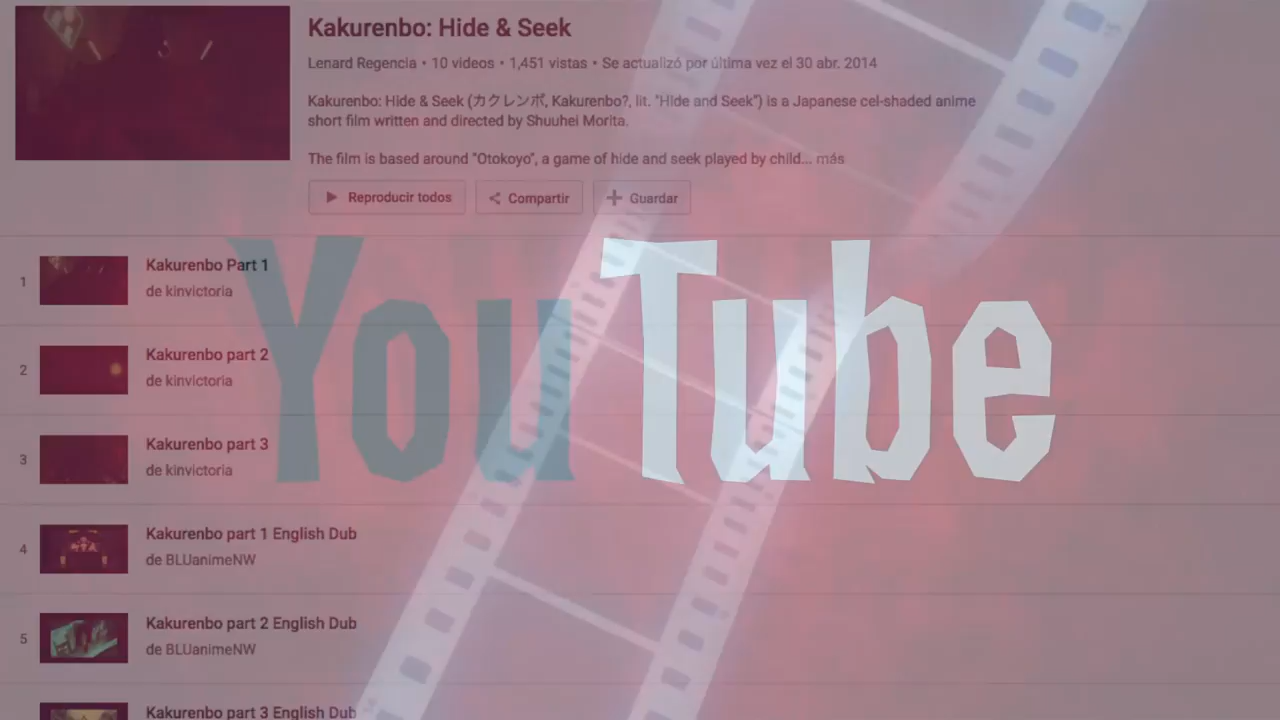 Kakurenbo: Hide & Seek
Lenard Regencia • 10 videos • 1,451 vistas • Se actualizó por última vez el 30 abr. 2014
Kakurenbo: Hide & Seek (カクレンボ, Kakurenbo?, lit. "Hide and Seek") is a Japanese cel-shaded anime
short film written and directed by Shuuhei Morita.
The film is based around "Otokoyo", a game of hide and seek played by child... más
Reproducir todos
Compartir
Guardar
1
Kakurenbo Part 1
de kinvictoria
YouTube
2
Kakurenbo part 2
de kinvictoria
3
Kakurenbo part 3
de kinvictoria
4
Kakurenbo part 1 English Dub
de BLUanimeNW
5
Kakurenbo part 2 English Dub
de BLUanimeNW
Kakurenbo part 3 English Dub